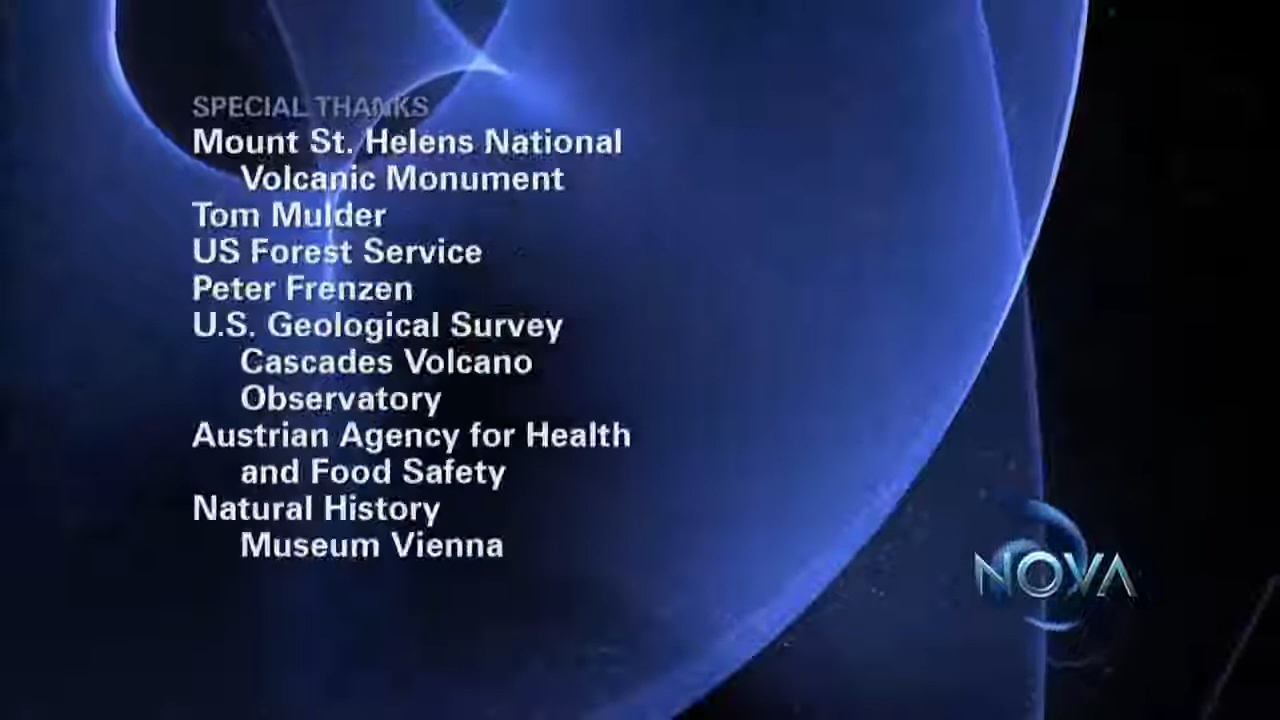 SPECIAL THANKS
Mount St. Helens National
Volcanic Monument
Tom Mulder
US Forest Service
Peter Frenzen
U.S. Geological Survey
Cascades Volcano
Observatory
Austrian Agency for Health
and Food Safety
Natural History
Museum Vienna
NOVA